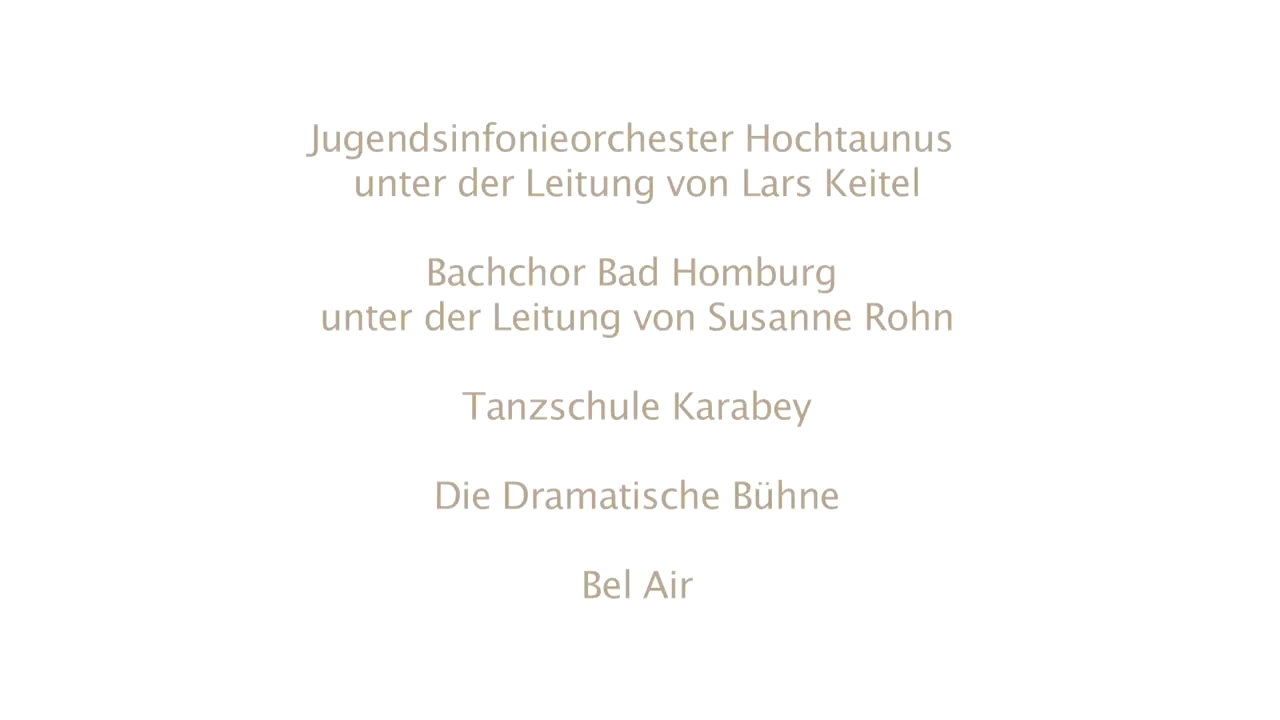 Jugendsinfonieorchester Hochtaunus
unter der Leitung von Lars Keitel
Bachchor Bad Homburg
unter der Leitung von Susanne Rohn
Tanzschule Karabey
Die Dramatische Bühne
Bel Air